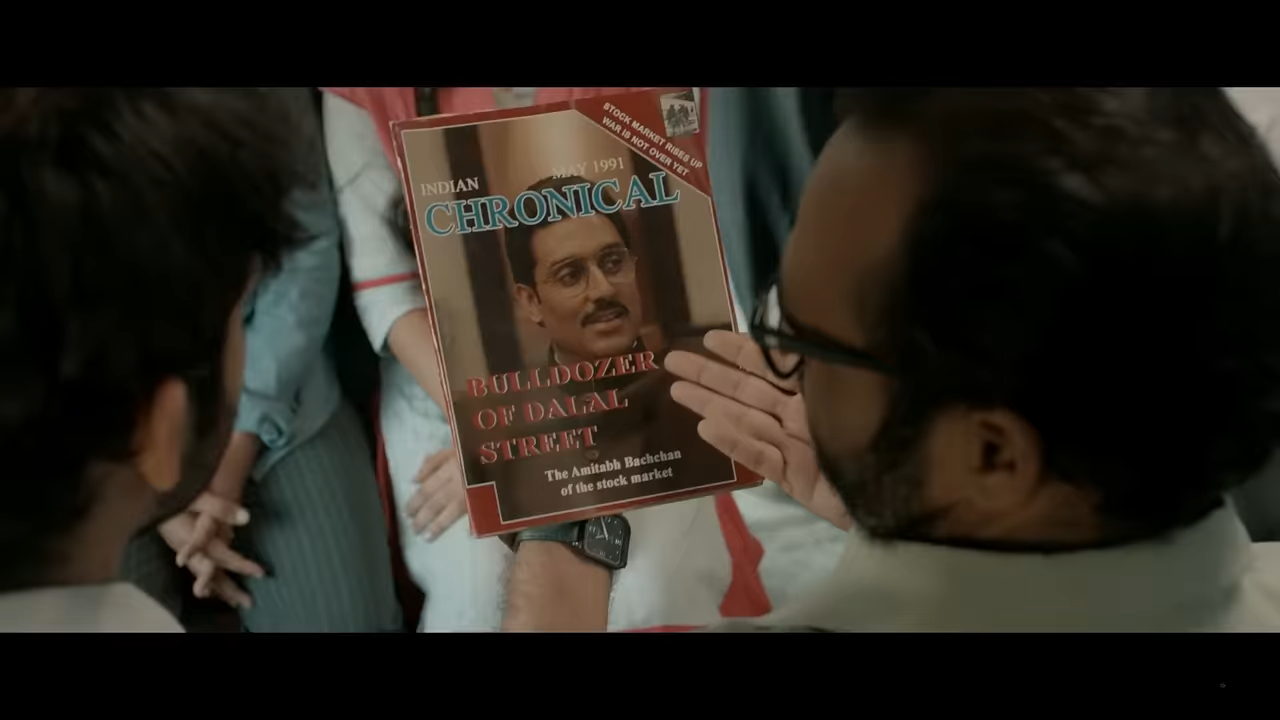 STOCK MARKET RISES UP
WAR IS NOT OVER YET
MAY 1991
INDIAN
CHRONICAL
BULLDOZER
OF DALAL
STREET
The Amitabh Bachchan
of the stock market